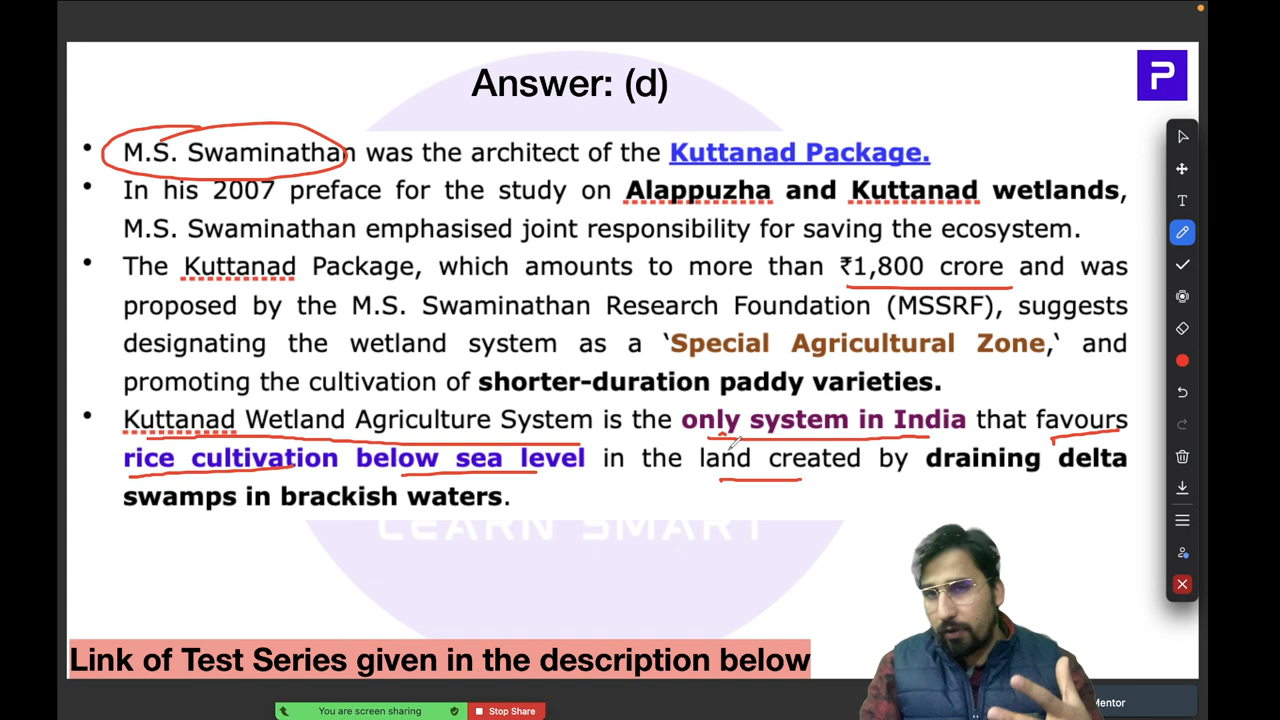 Answer: (d)
P
• M.S. Swaminathan was the architect of the Kuttanad Package.
• In his 2007 preface for the study on Alappuzha and Kuttanad wetlands,
M.S. Swaminathan emphasised joint responsibility for saving the ecosystem.
• The Kuttanad Package, which amounts to more than ₹1,800 crore and was
proposed by the M.S. Swaminathan Research Foundation (MSSRF), suggests
designating the wetland system as a ‘Special Agricultural Zone,‘ and
promoting the cultivation of shorter-duration paddy varieties.
• Kuttanad Wetland Agriculture System is the only system in India that favours
rice cultivation below sea level in the land created by draining delta
swamps in brackish waters.
LEARN SMART
Link of Test Series given in the description below
Mentor
You are screen sharing
Stop Share
T